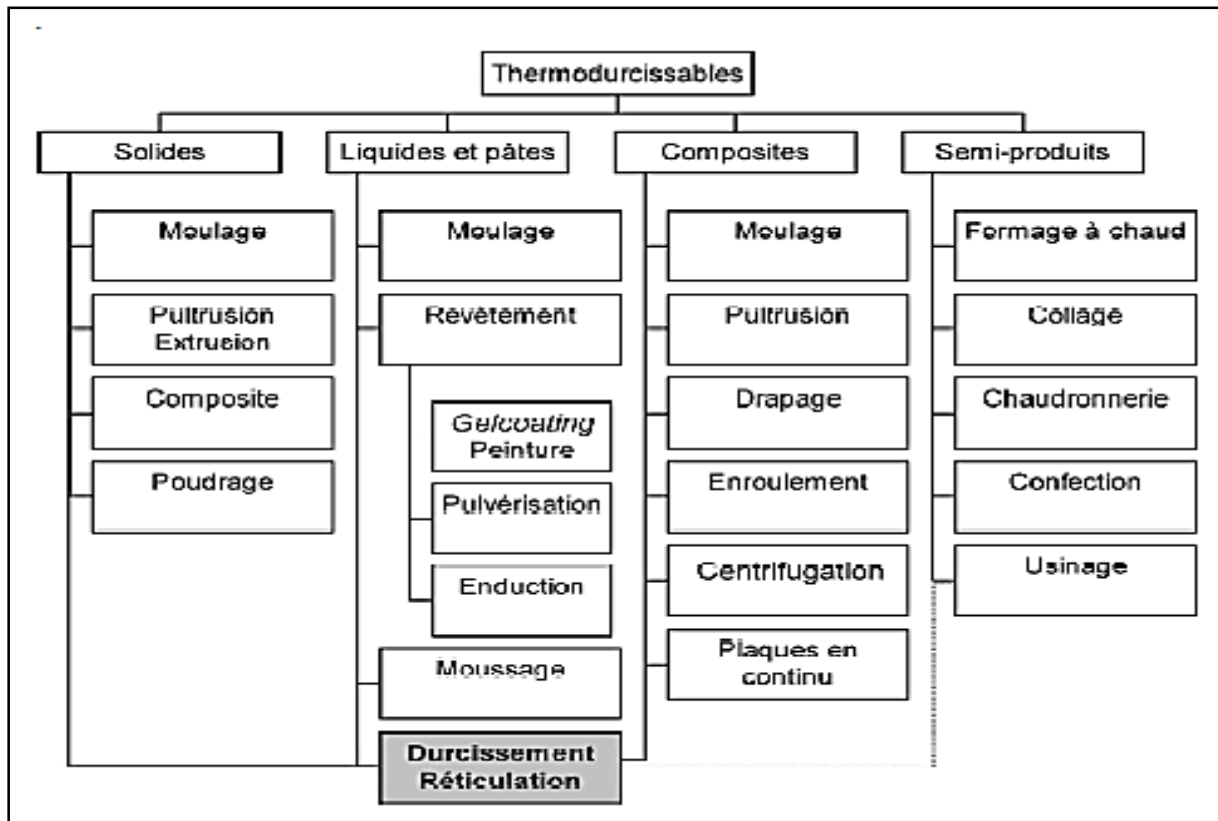 Thermodurcissables
Solides
Moulage
Pultrusion
Extrusion
Composite
Poudrage
Liquides et pâtes
Moulage
Revêtement
Gelcoating
Peinture
Pulvérisation
Enduction
Moussage
Composites
Moulage
Pultrusion
Drapage
Enroulement
Centrifugation
Plaques en
continu
Semi-produits
Formage à chaud
Collage
Chaudronnerie
Confection
Usinage
Durcissement
Réticulation